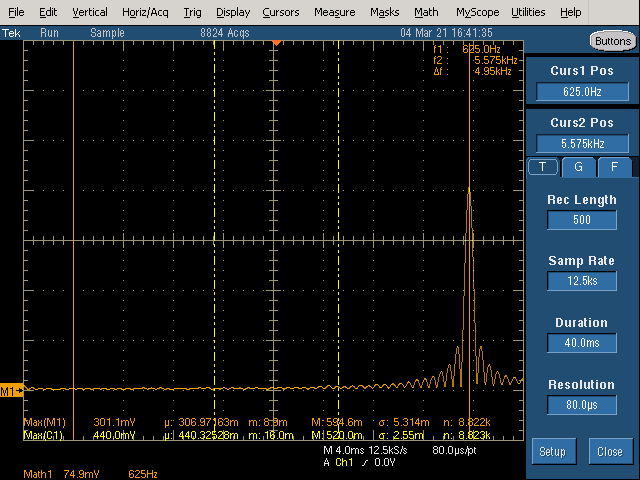 File Edit Vertical Horiz/Acq Trig Display Cursors Measure Masks Math MyScope Utilities Help
Tek Run Sample 8824 Acqs 04 Mar 21 16:41:35
Buttons
f1 : 625.0Hz
f2 : 5.575kHz
Δf : 4.95kHz
Curs1 Pos
625.0Hz
Curs2 Pos
5.575kHz
T G F
Rec Length
500
Samp Rate
12.5ks
Duration
40.0ms
Resolution
80.0µs
Setup Close
M1
Max(M1) 301.1mV µ: 306.97163m m: 8.9m M: 594.6m σ: 5.314m n: 8.822k
Max(C1) 440.0mV µ: 440.32528m m: 16.0m M: 520.0m σ: 2.55m n: 8.823k
M 4.0ms 12.5kS/s 80.0µs/pt
A Ch1 / 0.0V
Math1 74.9mV 625Hz